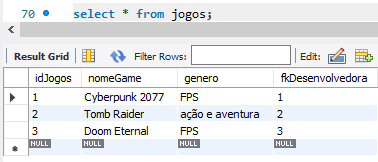 70 select * from jogos;
Result Grid Filter Rows: Edit:
idJogos nomeGame genero fkDesenvolvedora
1 Cyberpunk 2077 FPS 1
2 Tomb Raider ação e aventura 2
3 Doom Eternal FPS 3
NULL NULL NULL NULL